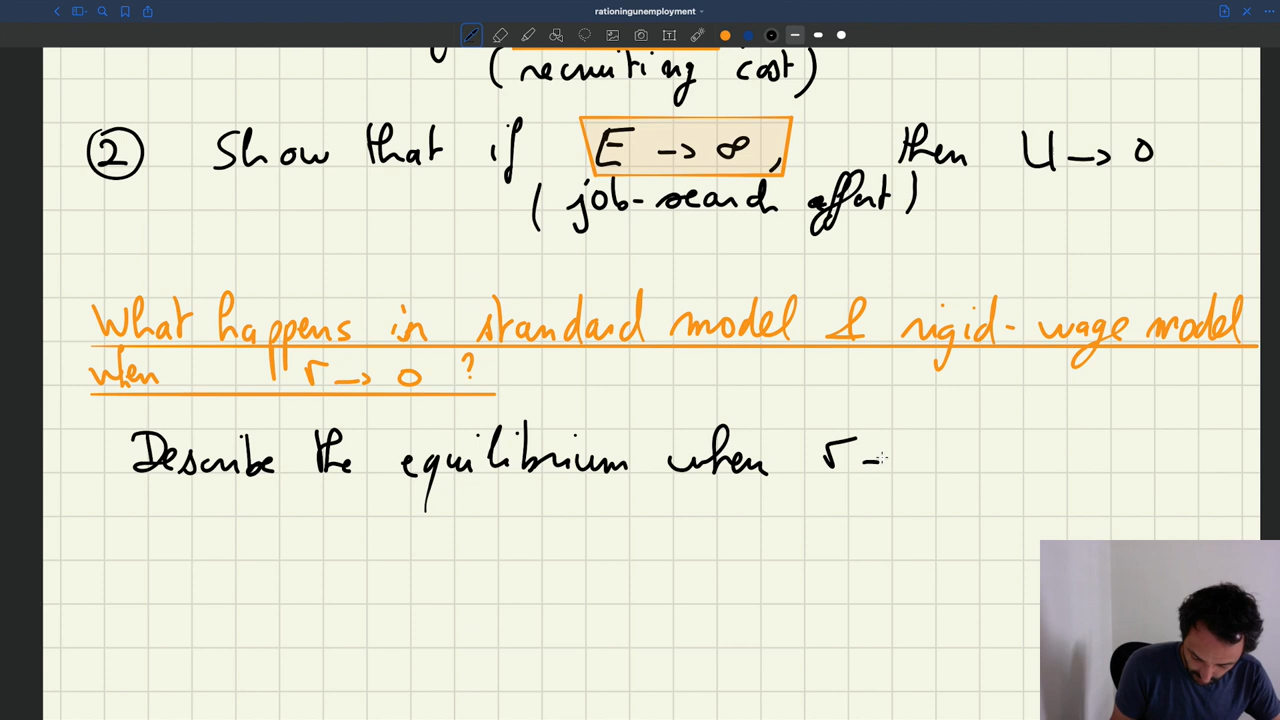 rationingunemployment
(recruiting cost)
② Show that if E → ∞, then U → 0
(job-search effort)
What happens in standard model & rigid-wage model
when r → 0 ?
Describe the equilibrium when r -